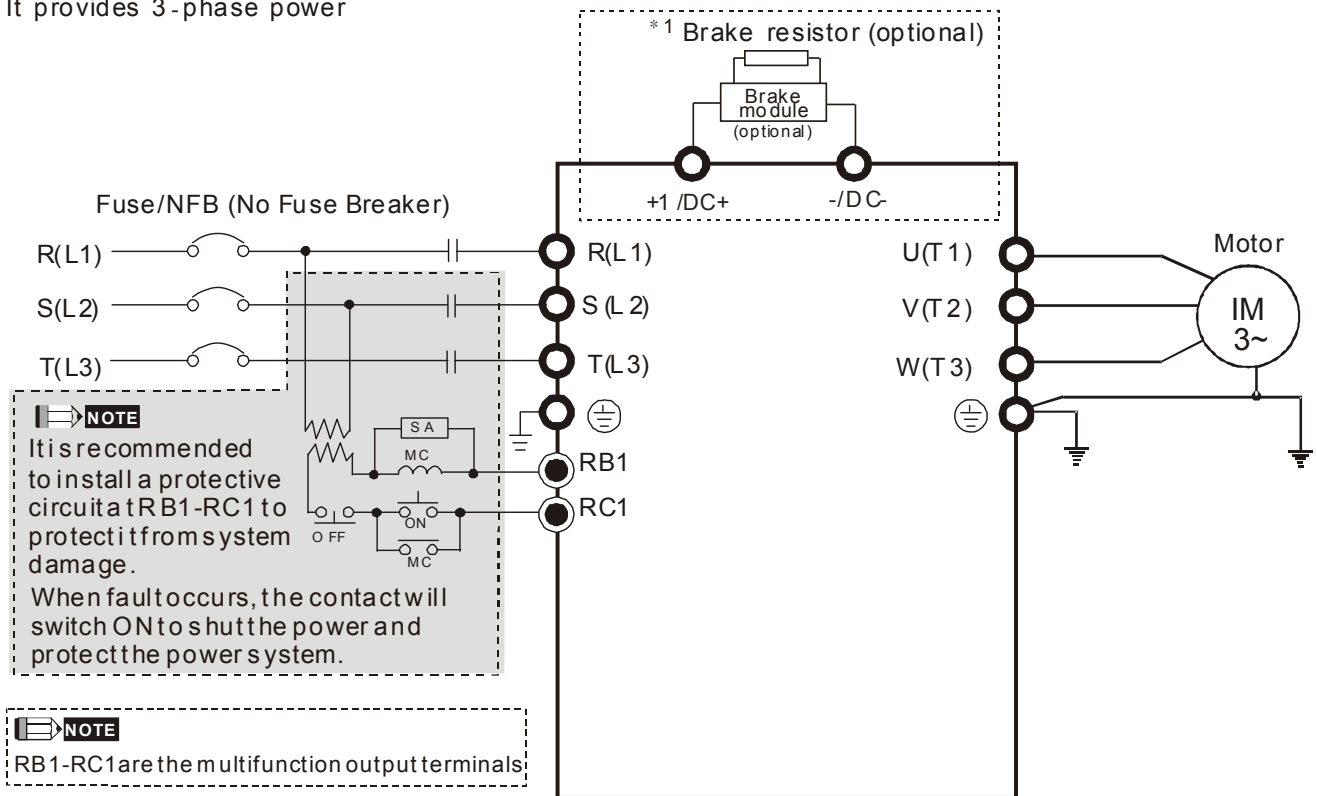 It provides 3-phase power
*1 Brake resistor (optional)
Brake
module
(optional)
+1/DC+
-/DC-
Fuse/NFB (No Fuse Breaker)
R(L1)
R(L1)
U(T1)
Motor
S(L2)
S(L2)
V(T2)
IM
3~
T(L3)
T(L3)
W(T3)
NOTE
It is recommended
to install a protective
circuit at RB1-RC1 to
protect it from system
damage.
When fault occurs, the contact will
switch ON to shut the power and
protect the power system.
SA
MC
RB1
OFF
ON
MC
RC1
NOTE
RB1-RC1 are the multifunction output terminals